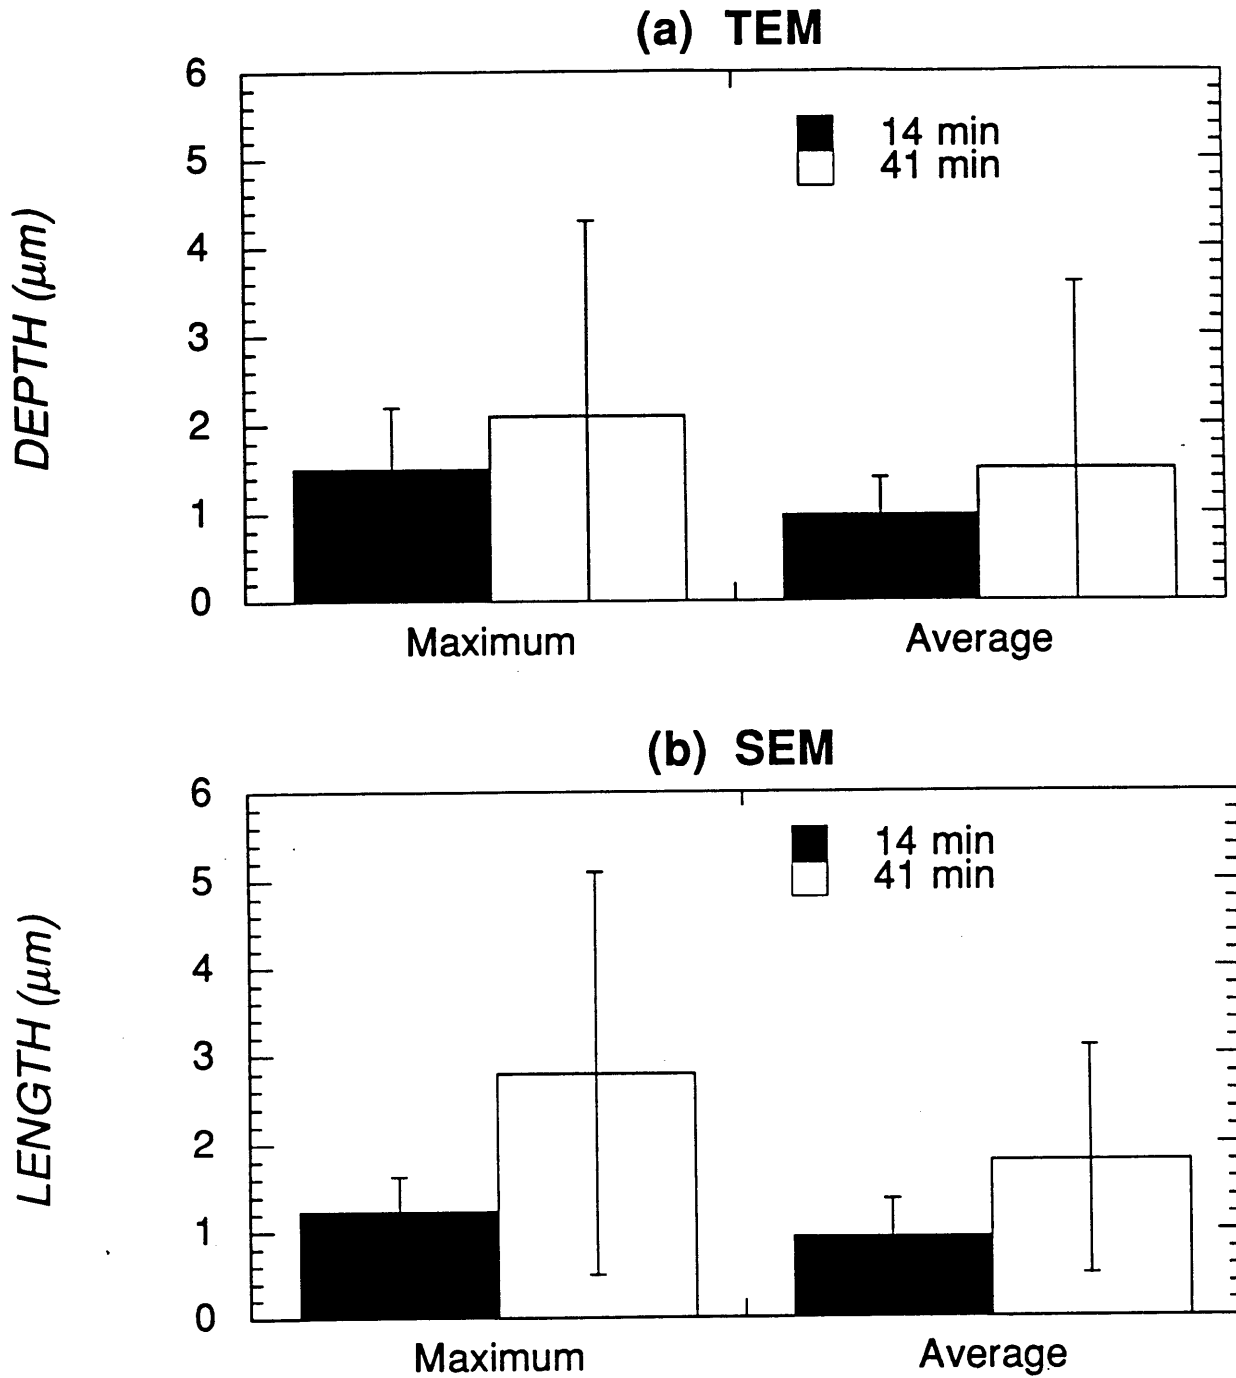 (a) TEM
6
14 min
5
41 min
4
DEPTH (μm)
3
2
1
0
Maximum
Average
(b) SEM
6
14 min
5
41 min
4
LENGTH (μm)
3
2
1
0
Maximum
Average